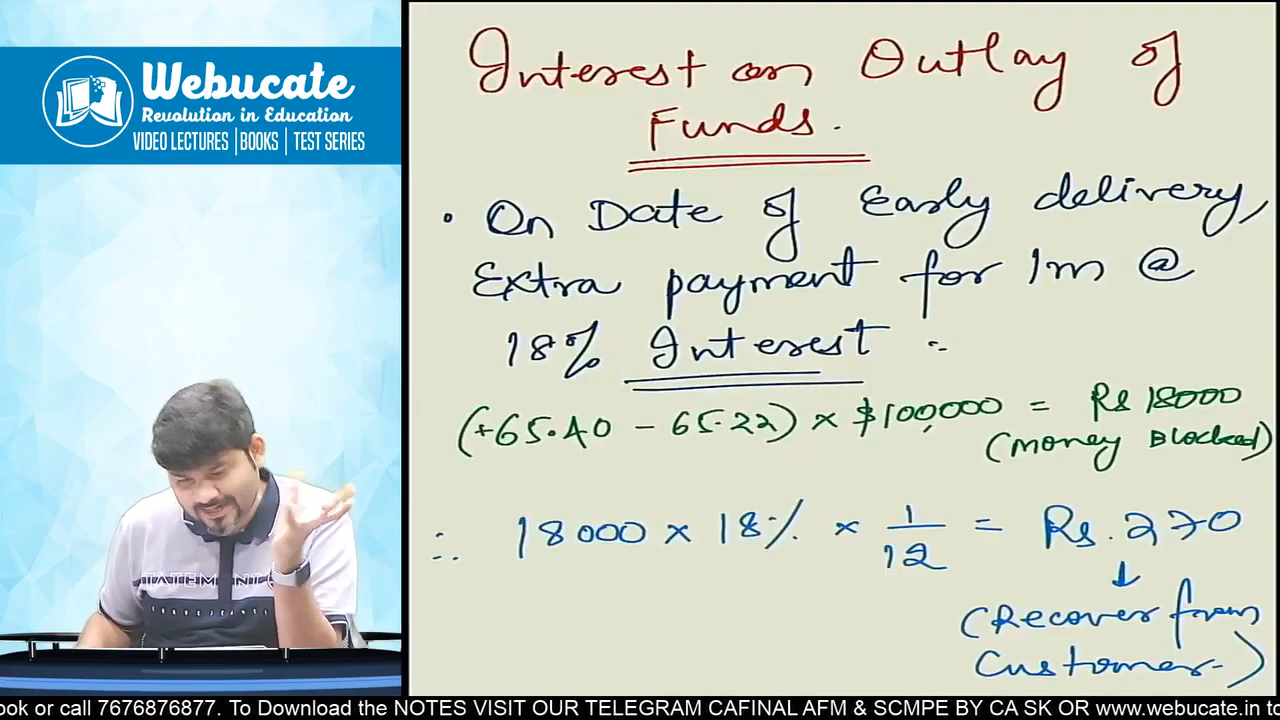 Webucate
Revolution in Education
VIDEO LECTURES | BOOKS | TEST SERIES
Interest on Outlay of
Funds.
• On Date of Early delivery,
Extra payment for 1m @
18% Interest :-
(+65.40 - 65.22) × $100,000 = Rs 18000
(Money Blocked)
∴ 18000 × 18% × 1/12 = Rs. 270
↓
(Recover from
Customer.)
STATEMENT
ook or call 7676876877. To Download the NOTES VISIT OUR TELEGRAM CAFINAL AFM & SCMPE BY CA SK OR www.webucate.in to